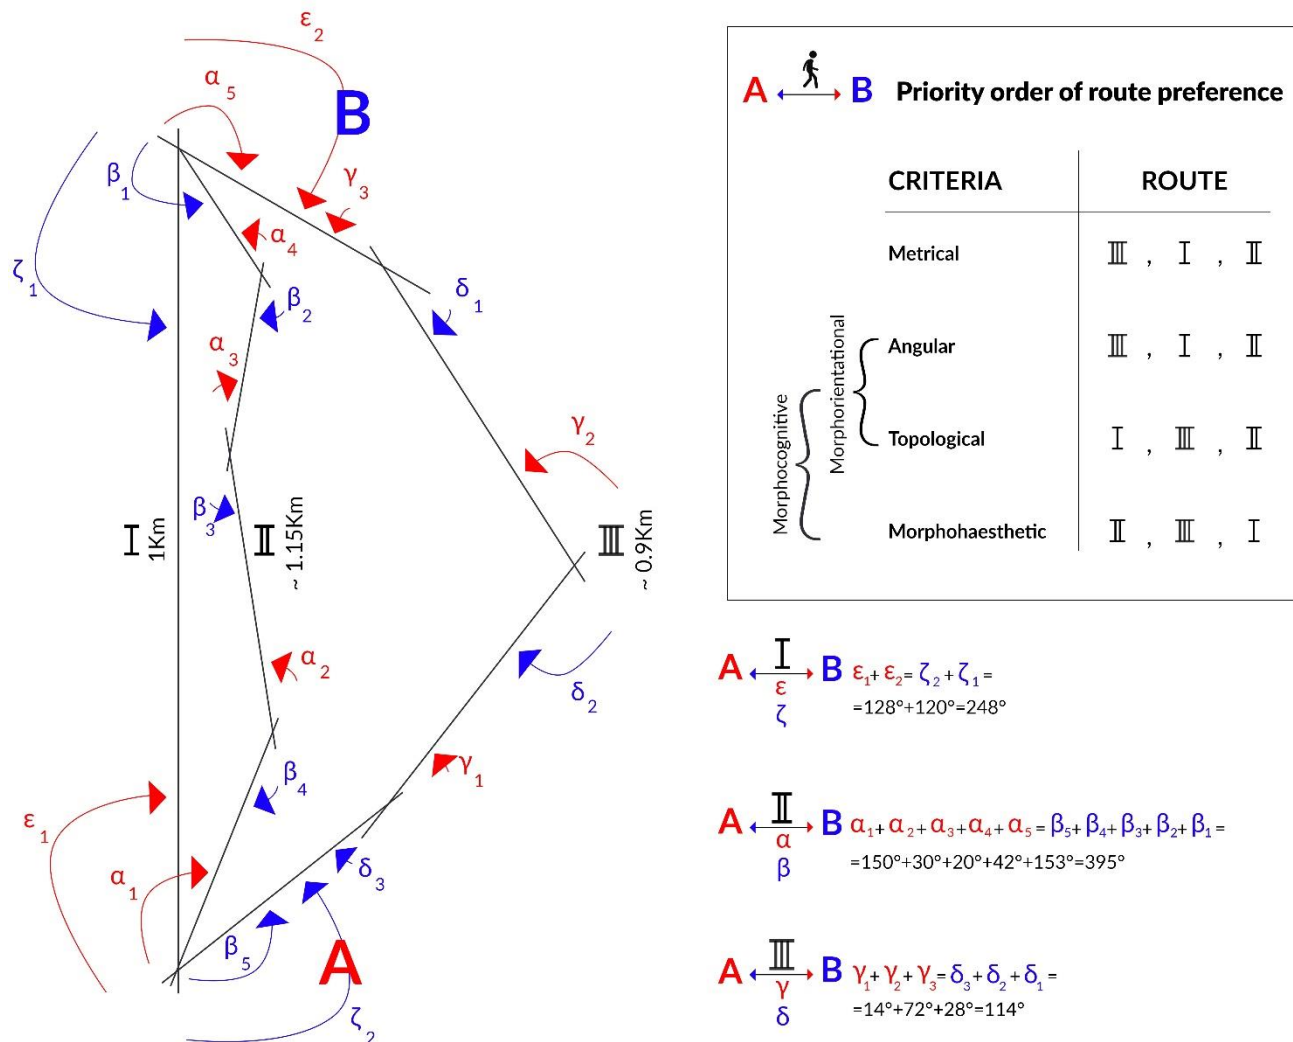 ε2
α5
B
β1
γ3
α4
ζ1
β2
δ1
α3
γ2
β3
I
1Km
II
~ 1.15Km
III
~ 0.9Km
α2
δ2
β4
γ1
ε1
α1
δ3
β5
A
ζ2
A B Priority order of route preference
CRITERIA ROUTE
Metrical III , I , II
Angular III , I , II
Topological I , III , II
Morphohaesthetic II , III , I
Morphorientational
Morphocognitive
I
A B ε1+ ε2= ζ2 + ζ1 =
ε
ζ
=128°+120°=248°
II
A B α1+ α2+ α3+ α4+ α5 = β5+ β4+ β3+ β2+ β1 =
α
β
=150°+30°+20°+42°+153°=395°
III
A B γ1+ γ2 + γ3 = δ3 + δ2 + δ1 =
γ
δ
=14°+72°+28°=114°